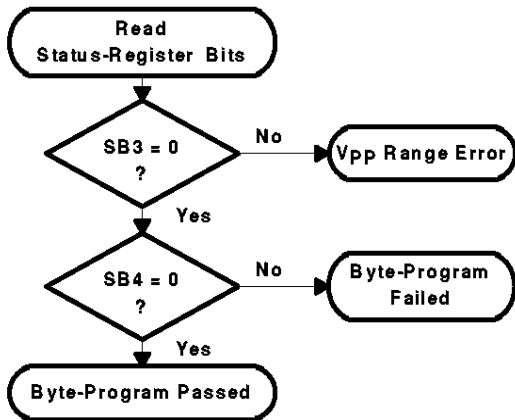 Read
Status-Register Bits
SB3 = 0
?
No
Vpp Range Error
Yes
SB4 = 0
?
No
Byte-Program
Failed
Yes
Byte-Program Passed